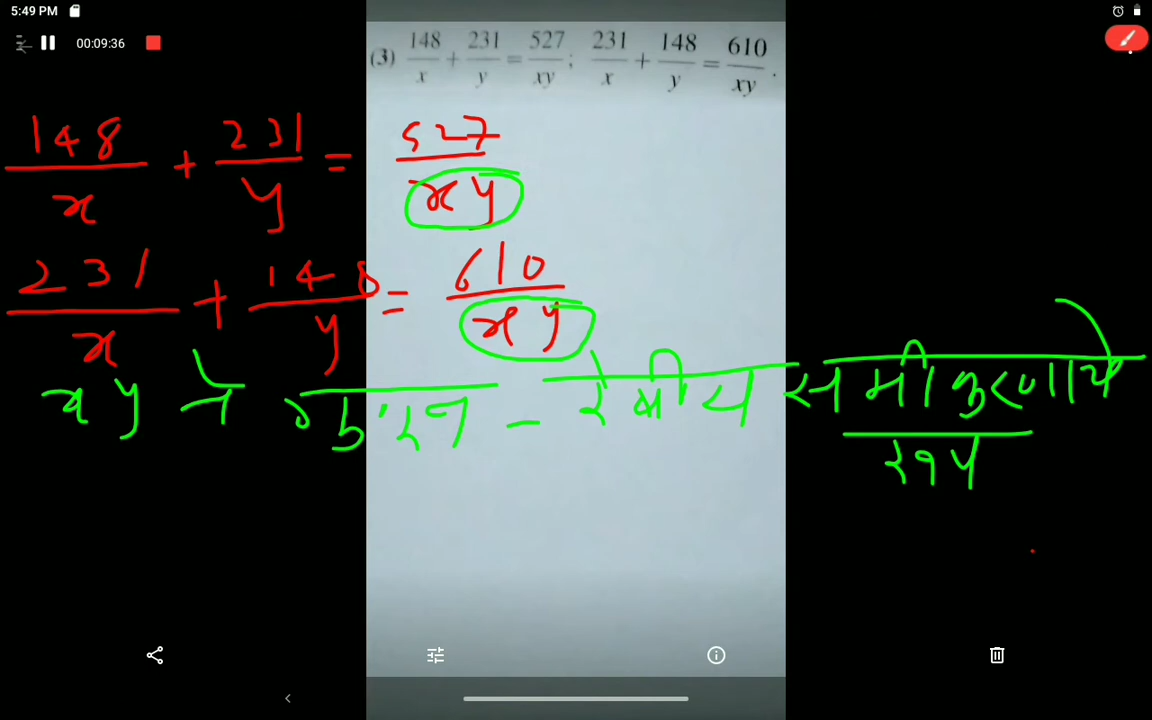 5:49 PM
00:09:36
(3) 148/x + 231/y = 527/xy ; 231/x + 148/y = 610/xy .
148/x + 231/y = 527/xy
231/x + 148/y = 610/xy
xy ने रेषीय समीकरणाचे
रूप